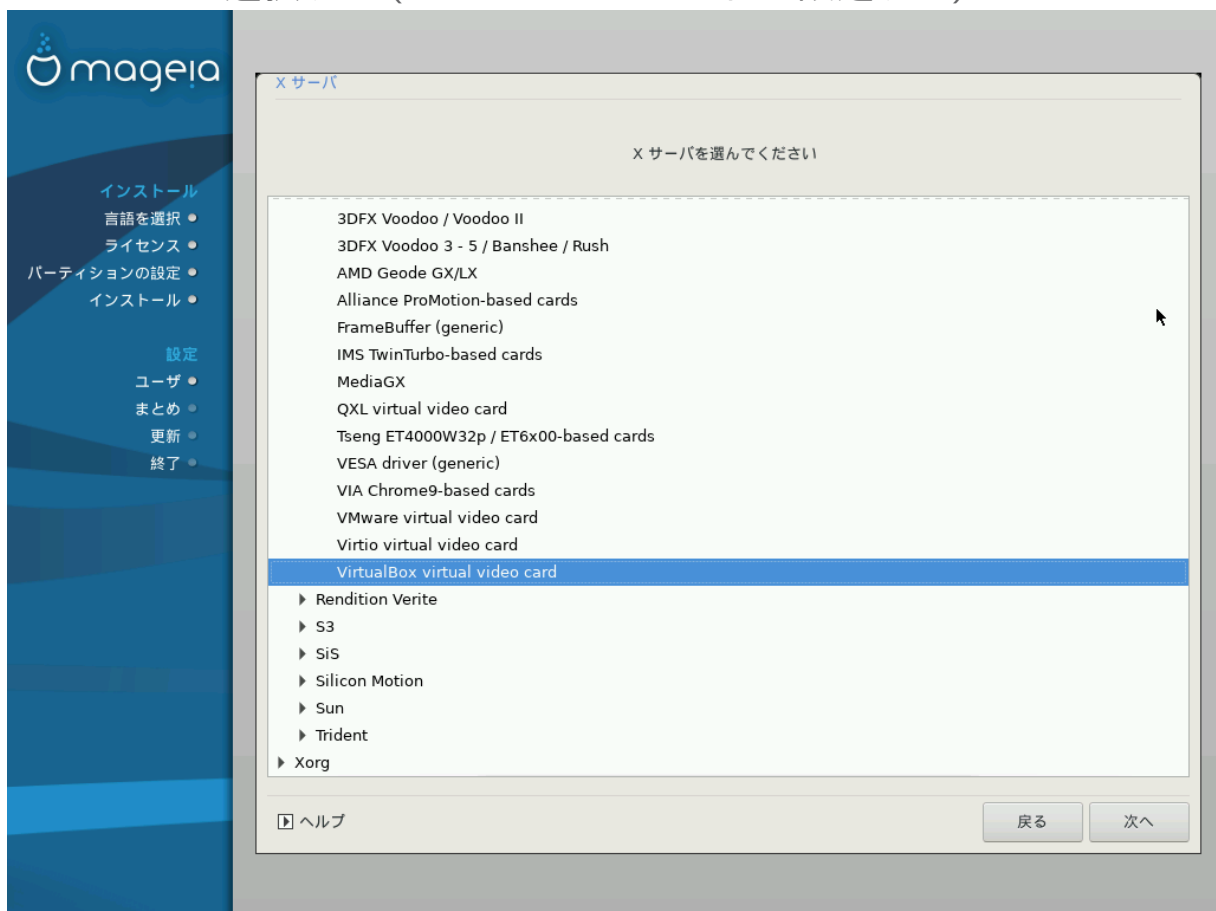 mageia
インストール
言語を選択
ライセンス
パーティションの設定
インストール
設定
ユーザ
まとめ
更新
終了
X サーバ
X サーバを選んでください
3DFX Voodoo / Voodoo II
3DFX Voodoo 3 - 5 / Banshee / Rush
AMD Geode GX/LX
Alliance ProMotion-based cards
FrameBuffer (generic)
IMS TwinTurbo-based cards
MediaGX
QXL virtual video card
Tseng ET4000W32p / ET6x00-based cards
VESA driver (generic)
VIA Chrome9-based cards
VMware virtual video card
Virtio virtual video card
VirtualBox virtual video card
Rendition Verite
S3
SiS
Silicon Motion
Sun
Trident
Xorg
ヘルプ
戻る
次へ